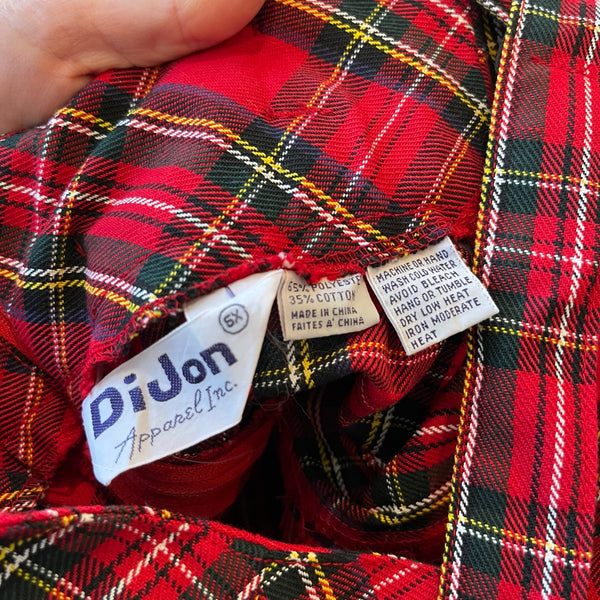 6X
DiJon
Apparel Inc.
65% POLYESTER
35% COTTON
MADE IN CHINA
FAITES A' CHINA
MACHINE OR HAND
WASH COLD WATER
AVOID BLEACH
HANG OR TUMBLE
DRY LOW HEAT
IRON MODERATE
HEAT